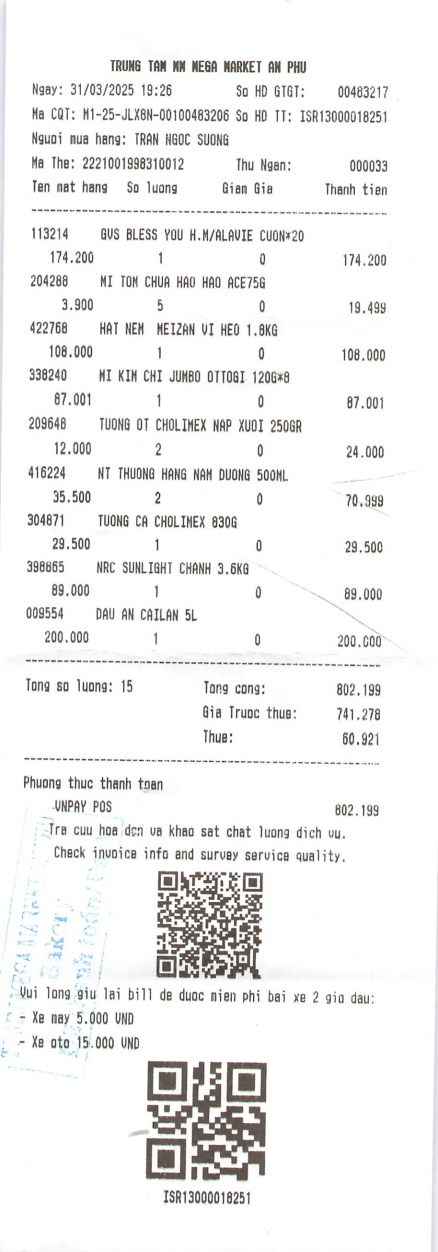 TRUNG TAM MM MEGA MARKET AN PHU
Ngay: 31/03/2025 19:26 So HD GTGT: 00483217
Ma CQT: M1-25-JLX8N-00100483206 So HD TT: ISR13000018251
Nguoi mua hang: TRAN NGOC SUONG
Ma The: 2221001998310012 Thu Ngan: 000033
Ten mat hang So luong Giam Gia Thanh tien
113214 GVS BLESS YOU H.M/ALAVIE CUON*20
174.200 1 0 174.200
204288 MI TOM CHUA HAO HAO ACE75G
3.900 5 0 19.499
422768 HAT NEM MEIZAN VI HEO 1.8KG
108.000 1 0 108.000
338240 MI KIM CHI JUMBO OTTOGI 120G*8
87.001 1 0 87.001
209648 TUONG OT CHOLIMEX NAP XUOI 250GR
12.000 2 0 24.000
416224 NT THUONG HANG NAM DUONG 500ML
35.500 2 0 70.999
304871 TUONG CA CHOLIMEX 830G
29.500 1 0 29.500
398865 NRC SUNLIGHT CHANH 3.6KG
89.000 1 0 89.000
009554 DAU AN CAILAN 5L
200.000 1 0 200.000
Tong so luong: 15 Tong cong: 802.199
Gia Truoc thue: 741.278
Thue: 60.921
Phuong thuc thanh toan
VNPAY POS 802.199
Tra cuu hoa don va khao sat chat luong dich vu.
Check invoice info and survey service quality.
Vui long giu lai bill de duoc mien phi bai xe 2 gio dau:
- Xe may 5.000 VND
- Xe oto 15.000 VND
ISR13000018251